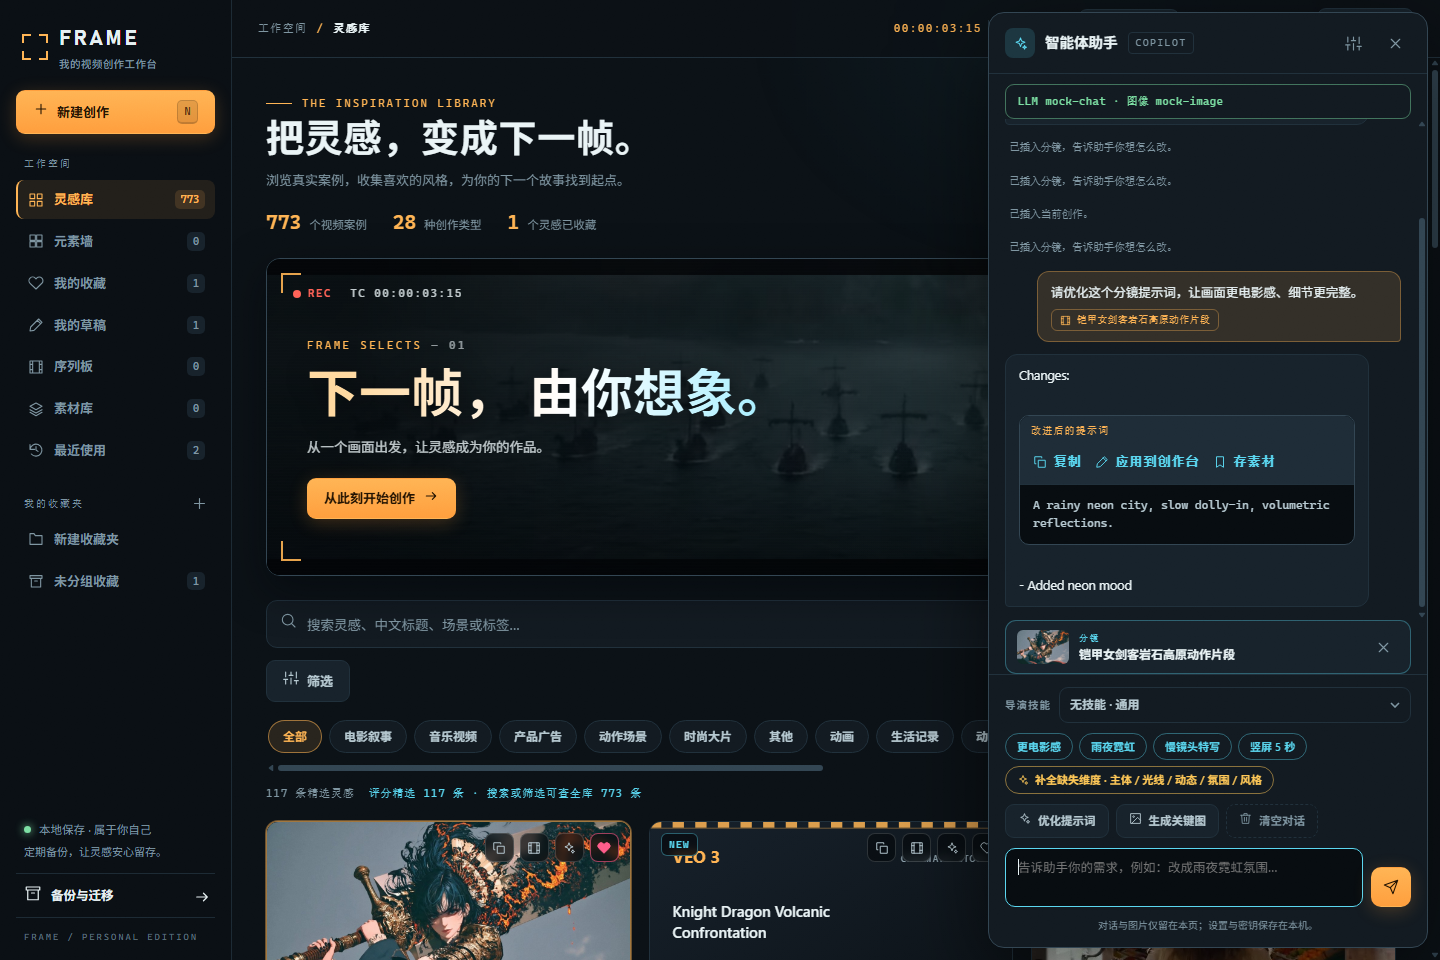 FRAME
我的视频创作工作台
新建创作
N
工作空间
灵感库
773
元素墙
0
我的收藏
1
我的草稿
1
序列板
0
素材库
0
最近使用
2
我的收藏夹
新建收藏夹
未分组收藏
1
本地保存 · 属于你自己
定期备份，让灵感安心留存。
备份与迁移
FRAME / PERSONAL EDITION
工作空间 / 灵感库
00:00:03:15
THE INSPIRATION LIBRARY
把灵感，变成下一帧。
浏览真实案例，收集喜欢的风格，为你的下一个故事找到起点。
773 个视频案例 28 种创作类型 1 个灵感已收藏
REC TC 00:00:03:15
FRAME SELECTS — 01
下一帧， 由你想象。
从一个画面出发，让灵感成为你的作品。
从此刻开始创作
搜索灵感、中文标题、场景或标签...
筛选
全部
电影叙事
音乐视频
产品广告
动作场景
时尚大片
其他
动画
生活记录
动
117 条精选灵感 评分精选 117 条 · 搜索或筛选可查全库 773 条
NEW
VEO 3
Knight Dragon Volcanic
Confrontation
智能体助手
COPILOT
LLM mock-chat · 图像 mock-image
已插入分镜，告诉助手你想怎么改。
已插入分镜，告诉助手你想怎么改。
已插入当前创作。
已插入分镜，告诉助手你想怎么改。
请优化这个分镜提示词，让画面更电影感、细节更完整。
铠甲女剑客岩石高原动作片段
Changes:
改进后的提示词
复制
应用到创作台
存素材
A rainy neon city, slow dolly-in, volumetric
reflections.
- Added neon mood
分镜
铠甲女剑客岩石高原动作片段
导演技能
无技能 · 通用
更电影感
雨夜霓虹
慢镜头特写
竖屏 5 秒
补全缺失维度 · 主体 / 光线 / 动态 / 氛围 / 风格
优化提示词
生成关键图
清空对话
告诉助手你的需求，例如：改成雨夜霓虹氛围...
对话与图片仅留在本页；设置与密钥保存在本机。